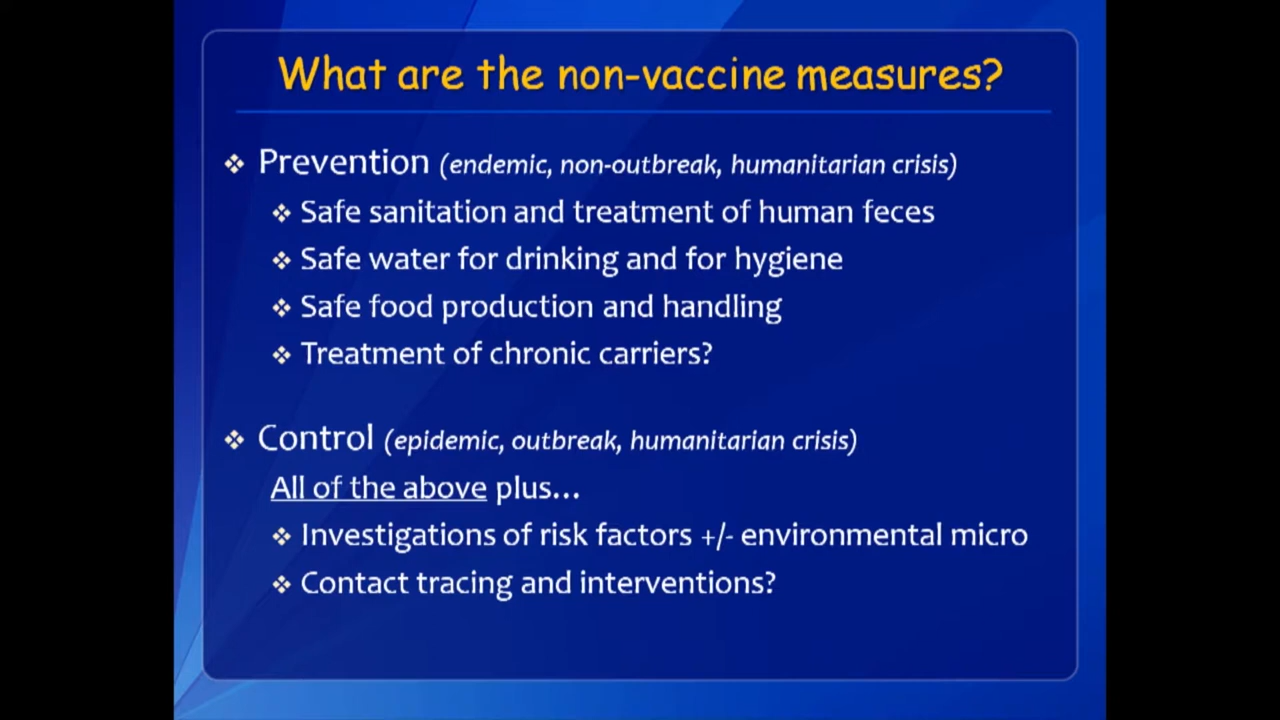 What are the non-vaccine measures?
❖ Prevention (endemic, non-outbreak, humanitarian crisis)
❖ Safe sanitation and treatment of human feces
❖ Safe water for drinking and for hygiene
❖ Safe food production and handling
❖ Treatment of chronic carriers?
❖ Control (epidemic, outbreak, humanitarian crisis)
All of the above plus...
❖ Investigations of risk factors +/- environmental micro
❖ Contact tracing and interventions?